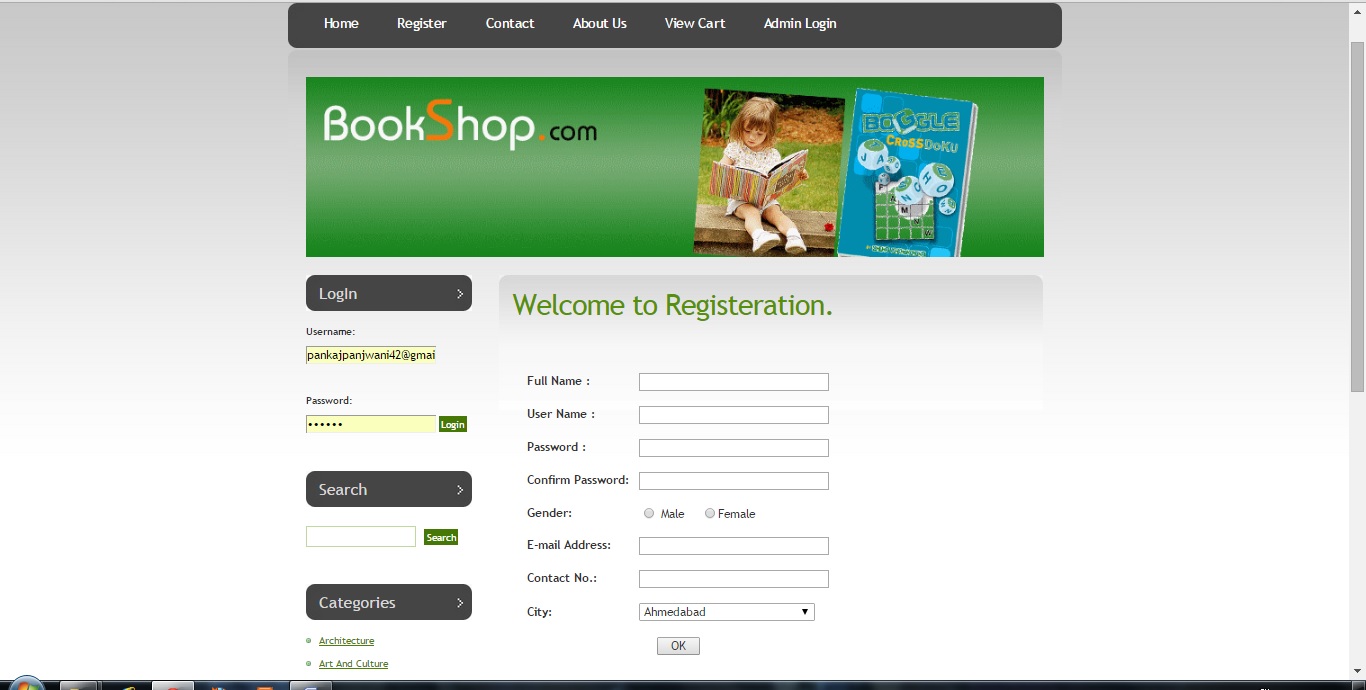 Home Register Contact About Us View Cart Admin Login
BookShop.com
BOGGLE
CROSSDOKU
LogIn
Username:
pankajpanjwani42@gmai
Password:
••••••
Login
Search
Search
Categories
Architecture
Art And Culture
Welcome to Registeration.
Full Name :
User Name :
Password :
Confirm Password:
Gender: Male Female
E-mail Address:
Contact No.:
City: Ahmedabad
OK